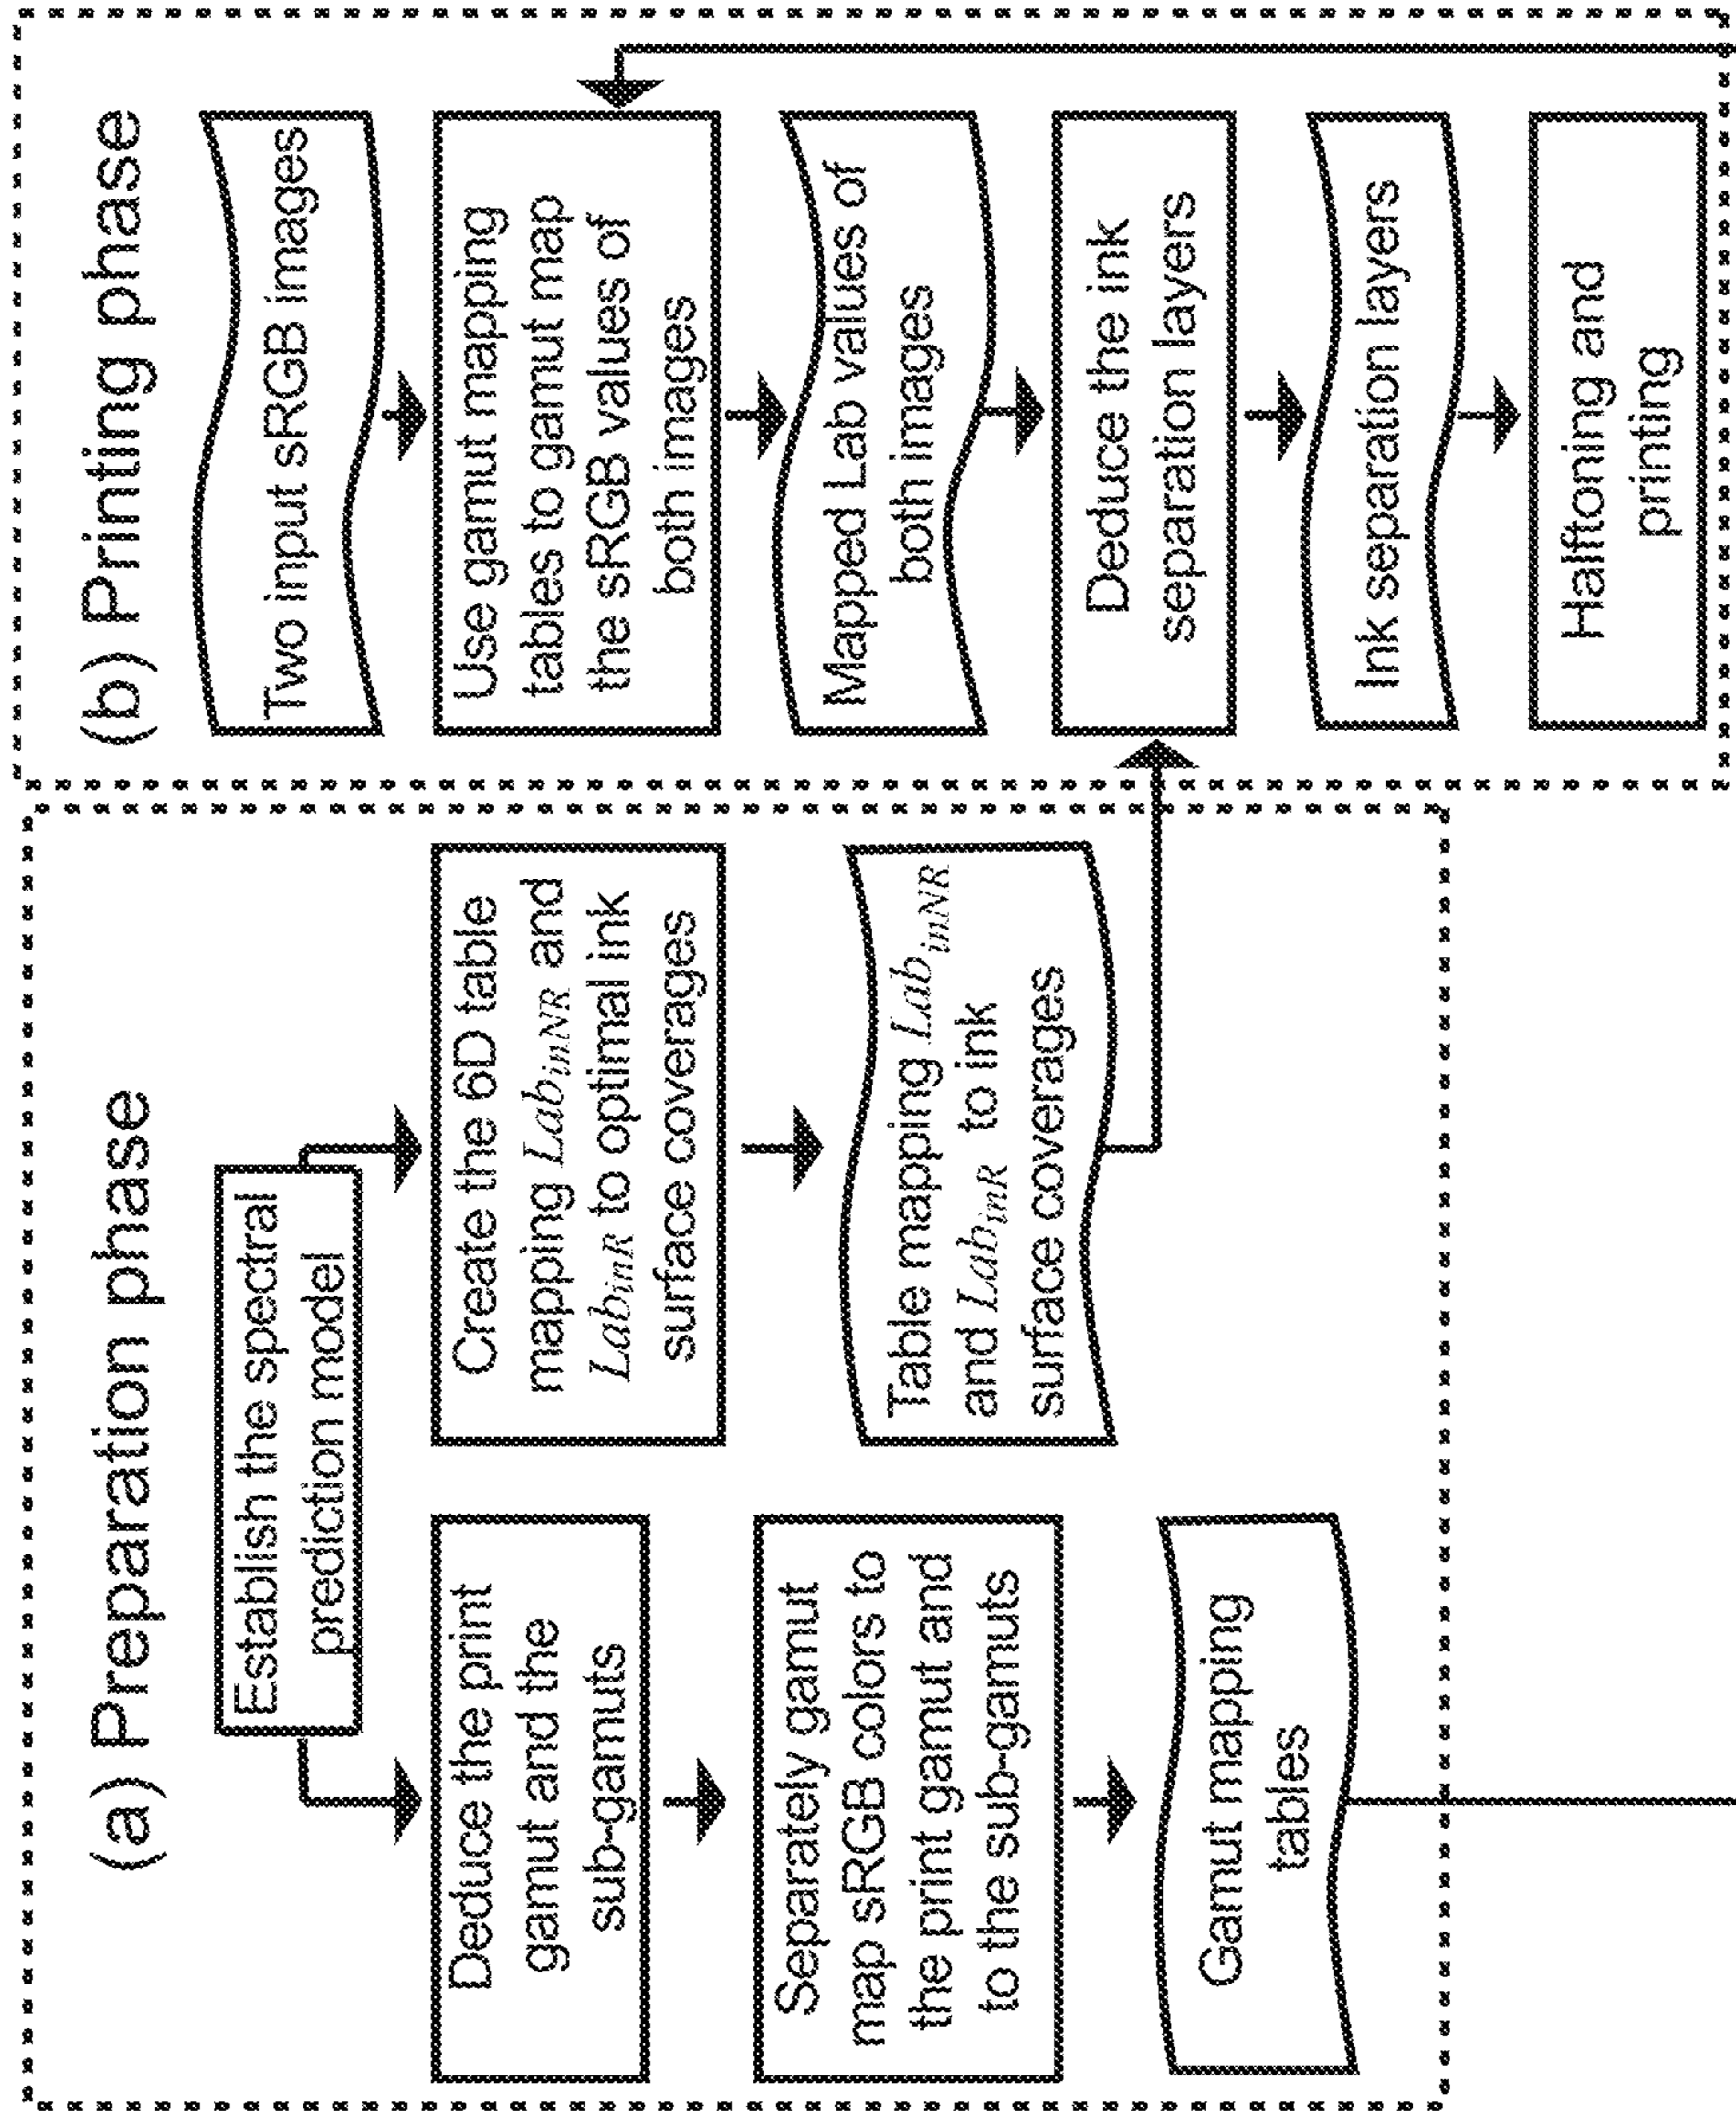 (a) Preparation phase
Establish the spectral
prediction model
Deduce the print
gamut and the
sub-gamuts
Separately gamut
map sRGB colors to
the print gamut and
to the sub-gamuts
Gamut mapping
tables
Create the 6D table
mapping Lab_inNR and
Lab_inR to optimal ink
surface coverages
Table mapping Lab_inNR
and Lab_inR to ink
surface coverages
(b) Printing phase
Two input sRGB images
Use gamut mapping
tables to gamut map
the sRGB values of
both images
Mapped Lab values of
both images
Deduce the ink
separation layers
Ink separation layers
Halftoning and
printing